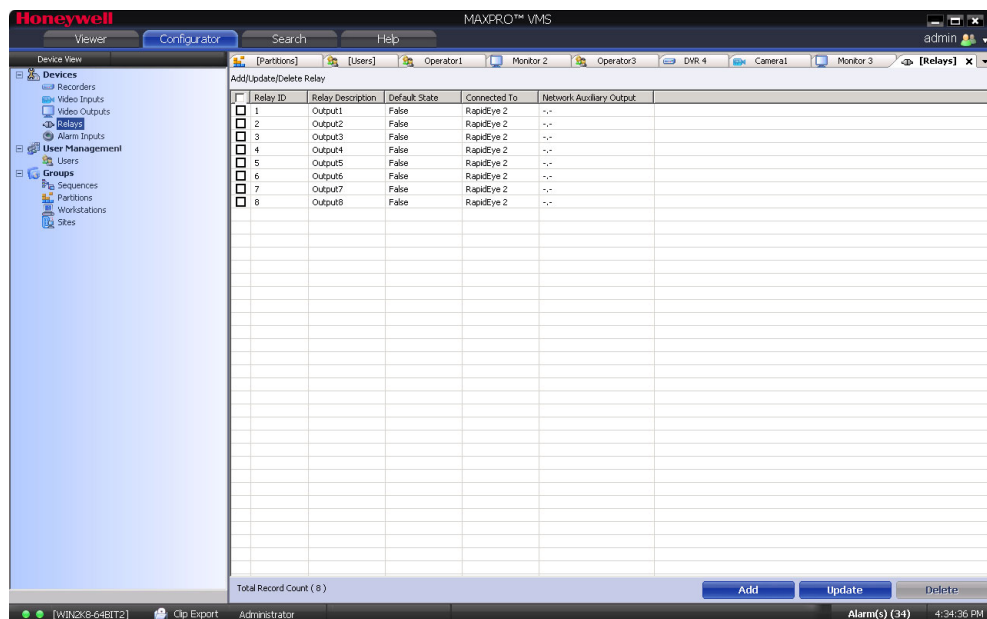 Honeywell
MAXPRO™ VMS
Viewer
Configurator
Search
Help
admin
Device View
Devices
Recorders
Video Inputs
Video Outputs
Relays
Alarm Inputs
User Management
Users
Groups
Sequences
Partitions
Workstations
Sites
[Partitions] [Users] Operator1 Monitor 2 Operator3 DVR 4 Camera1 Monitor 3 [Relays] X
Add/Update/Delete Relay
Relay ID Relay Description Default State Connected To Network Auxiliary Output
1 Output1 False RapidEye 2 -,-
2 Output2 False RapidEye 2 -,-
3 Output3 False RapidEye 2 -,-
4 Output4 False RapidEye 2 -,-
5 Output5 False RapidEye 2 -,-
6 Output6 False RapidEye 2 -,-
7 Output7 False RapidEye 2 -,-
8 Output8 False RapidEye 2 -,-
Total Record Count ( 8 )
Add
Update
Delete
[WIN2K8-64BIT2] Clip Export Administrator Alarm(s) (34) 4:34:36 PM